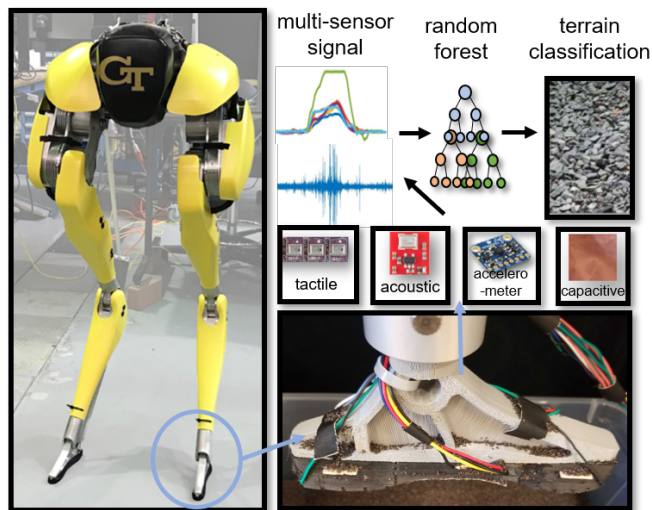 multi-sensor
signal
random
forest
terrain
classification
GT
tactile
acoustic
accelero
-meter
capacitive